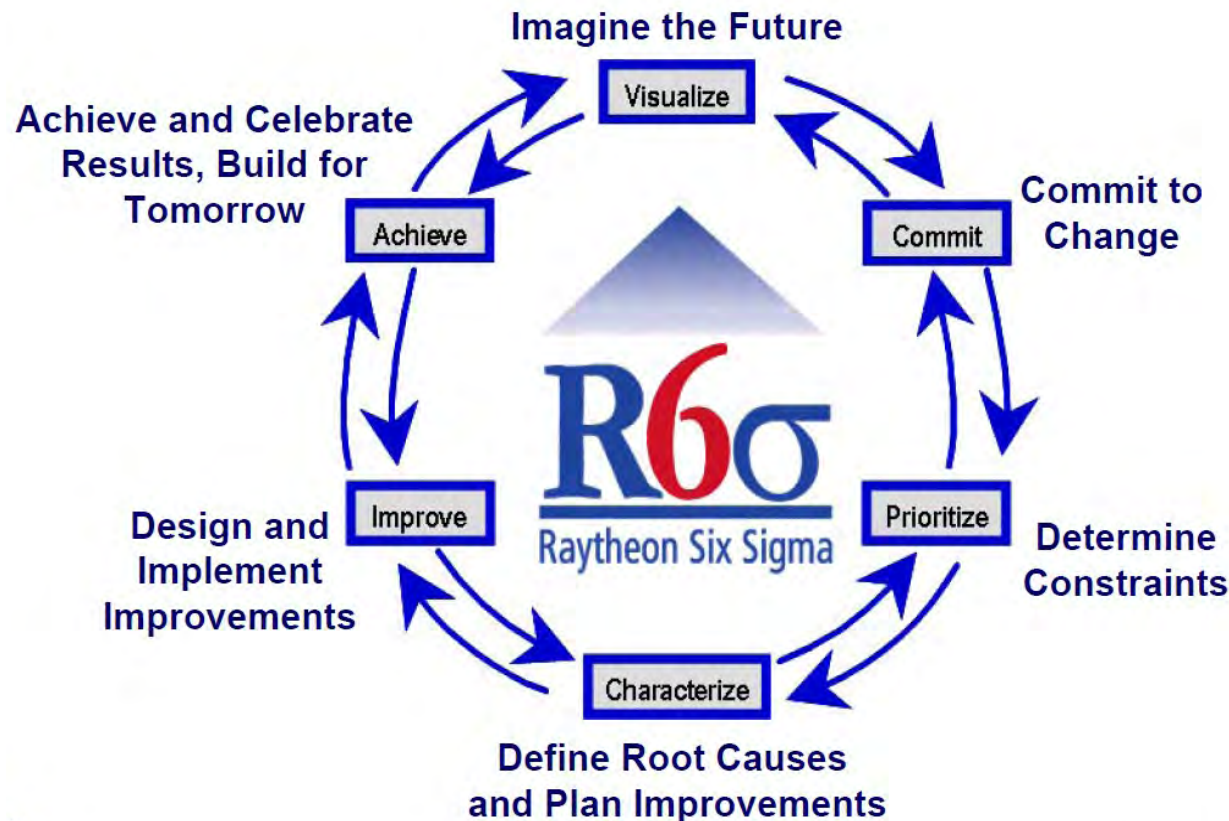 Imagine the Future
Visualize
Commit
Commit to
Change
Prioritize
Determine
Constraints
Characterize
Define Root Causes
and Plan Improvements
Improve
Design and
Implement
Improvements
Achieve
Achieve and Celebrate
Results, Build for
Tomorrow
R6σ
Raytheon Six Sigma